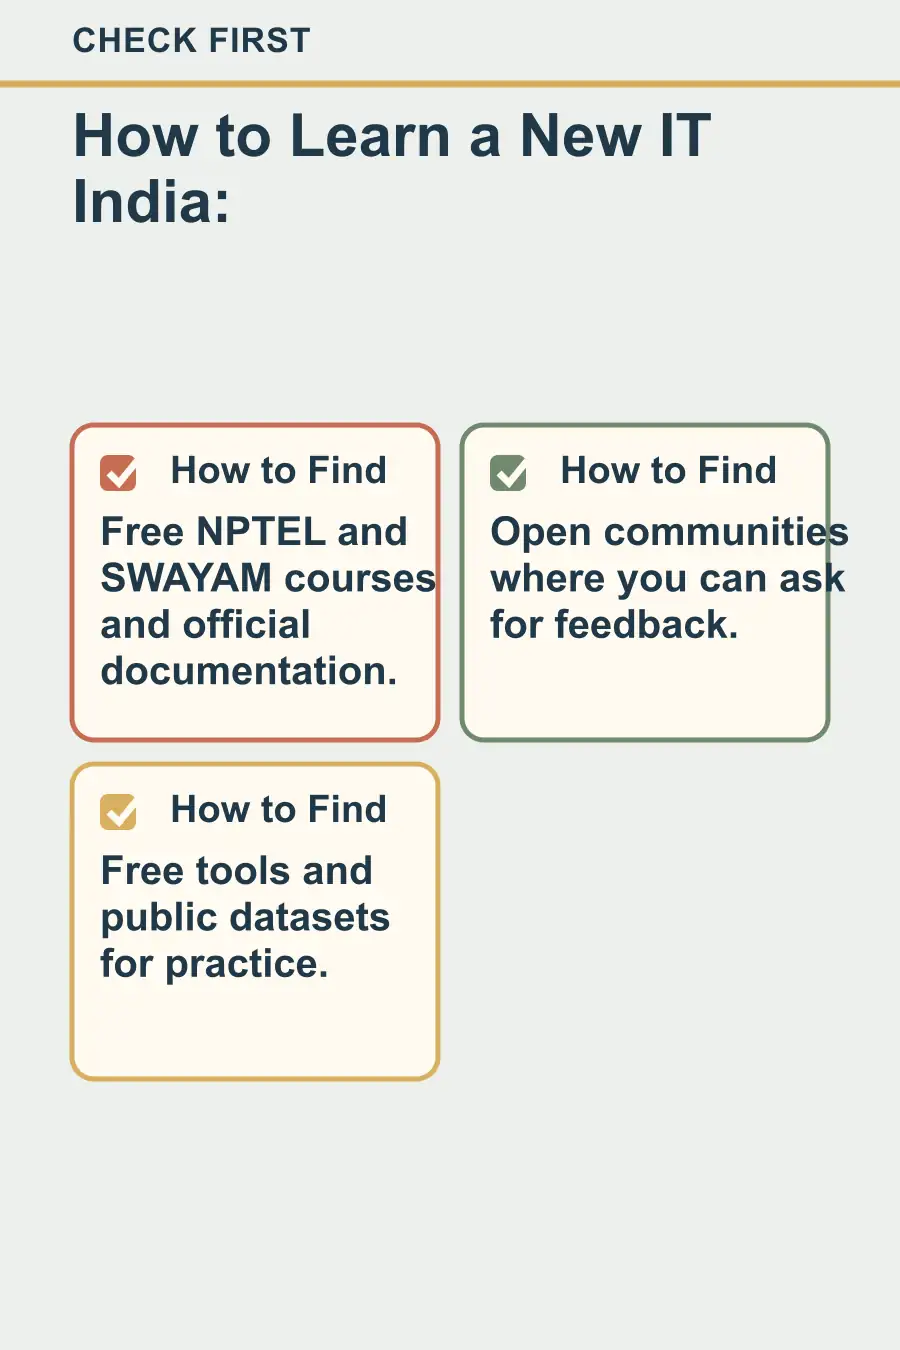 CHECK FIRST
How to Learn a New IT
India:
How to Find
Free NPTEL and
SWAYAM courses
and official
documentation.
How to Find
Open communities
where you can ask
for feedback.
How to Find
Free tools and
public datasets
for practice.